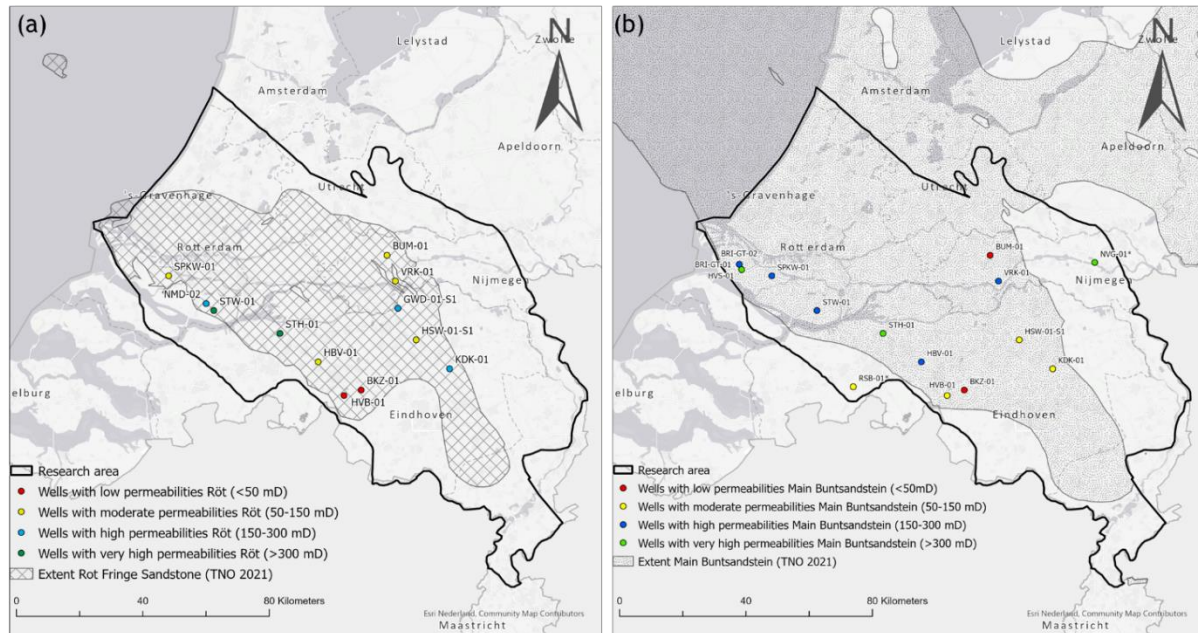 (a)
N
Zwolle
Lelystad
Amsterdam
Apeldoorn
Utrecht
's Gravenhage
BUM-01
Rotterdam
SPKW-01
VRK-01
Nijmegen
NMD-02
STW-01
GWD-01-S1
STH-01
HSW-01-S1
HBV-01
KDK-01
BKZ-01
elburg
HVB-01
Eindhoven
Research area
Wells with low permeabilities Röt (<50 mD)
Wells with moderate permeabilities Röt (50-150 mD)
Wells with high permeabilities Röt (150-300 mD)
Wells with very high permeabilities Röt (>300 mD)
Extent Rot Fringe Sandstone (TNO 2021)
0 40 80 Kilometers
Esri Nederland, Community Map Contributors
Maastricht
(b)
N
Zwolle
Lelystad
Amsterdam
Apeldoorn
Utrecht
's Gravenhage
BRI-GT-02
Rotterdam
BUM-01
NVG-01*
BRI-GT-01
HVS-01
SPKW-01
VRK-01
Nijmegen
STW-01
STH-01
HSW-01-S1
HBV-01
KDK-01
RSB-01*
BKZ-01
elburg
HVB-01
Eindhoven
Research area
Wells with low permeabilities Main Buntsandstein (<50mD)
Wells with moderate permeabilities Main Buntsandstein (50-150 mD)
Wells with high permeabilities Main Buntsandstein (150-300 mD)
Wells with very high permeabilities Main Buntsandstein (>300 mD)
Extent Main Buntsandstein (TNO 2021)
0 40 80 Kilometers
Esri Nederland, Community Map Contributors
Maastricht